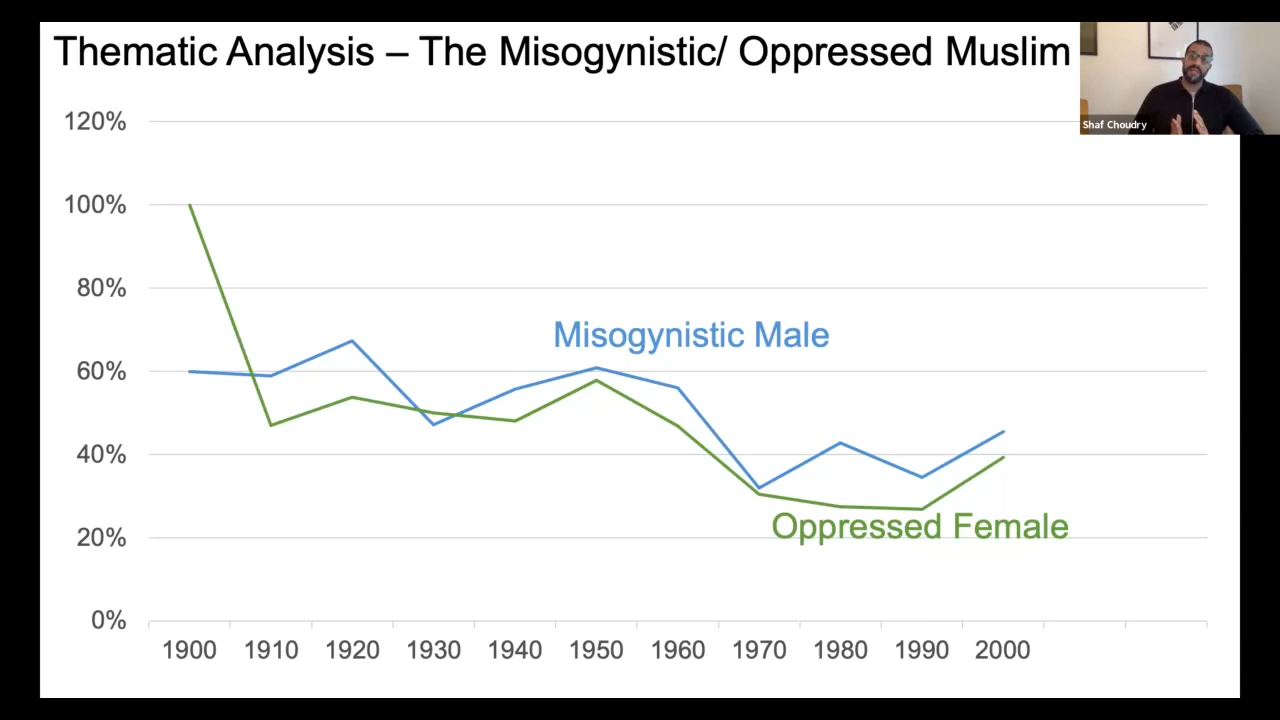 Thematic Analysis – The Misogynistic/ Oppressed Muslim
Shaf Choudry
120%
100%
80%
60%
40%
20%
0%
Misogynistic Male
Oppressed Female
1900 1910 1920 1930 1940 1950 1960 1970 1980 1990 2000